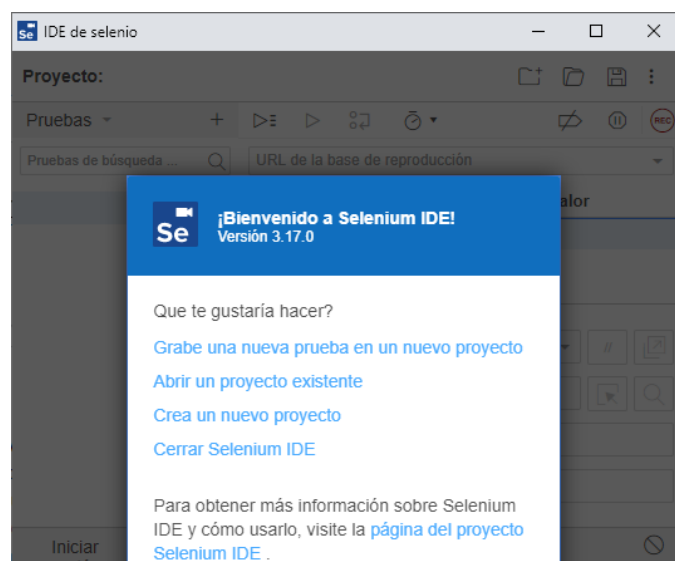 Se IDE de selenio
Proyecto:
Pruebas
REC
Pruebas de búsqueda ...
URL de la base de reproducción
alor
Se
¡Bienvenido a Selenium IDE!
Versión 3.17.0
Que te gustaría hacer?
Grabe una nueva prueba en un nuevo proyecto
Abrir un proyecto existente
Crea un nuevo proyecto
Cerrar Selenium IDE
//
Para obtener más información sobre Selenium
IDE y cómo usarlo, visite la página del proyecto
Selenium IDE .
Iniciar